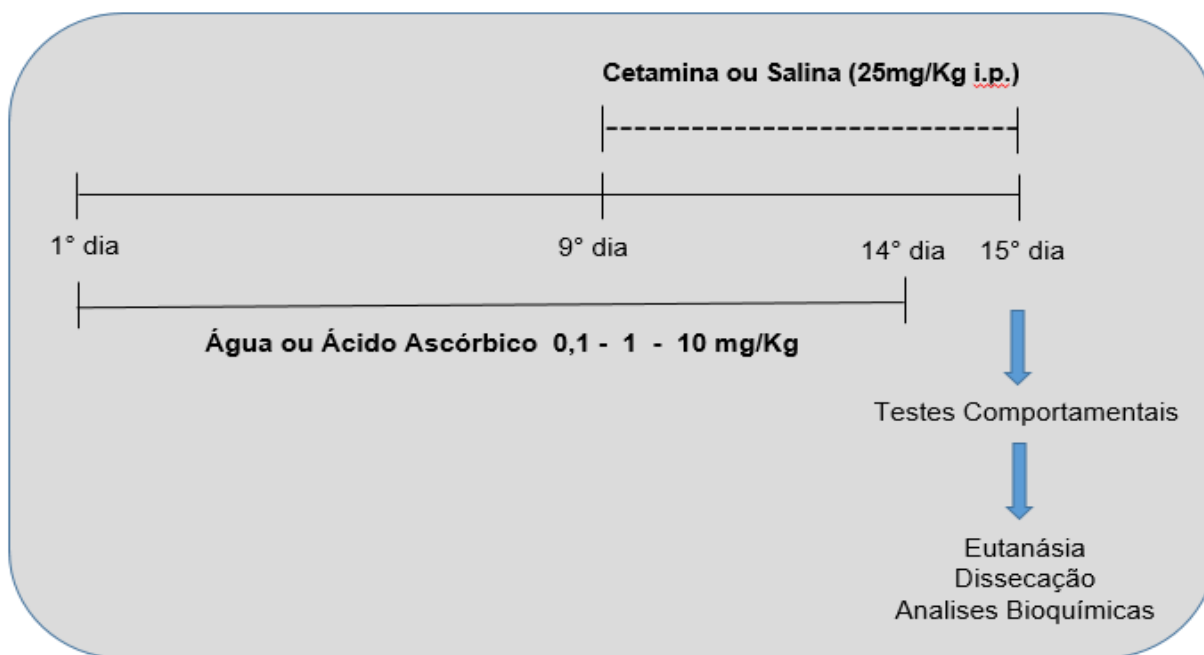 Cetamina ou Salina (25mg/Kg i.p.)
1° dia
9° dia
14° dia
15° dia
Água ou Ácido Ascórbico 0,1 - 1 - 10 mg/Kg
Testes Comportamentais
Eutanásia
Dissecação
Analises Bioquímicas